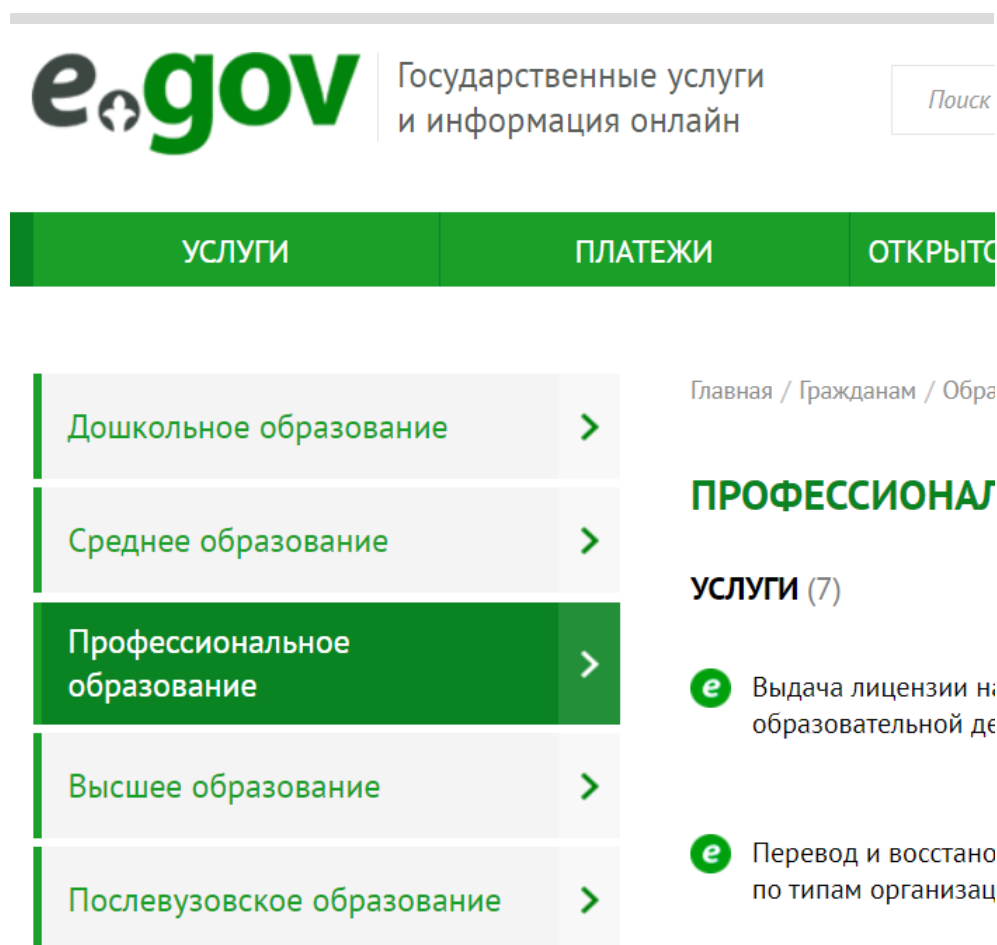 e.gov
Государственные услуги
и информация онлайн
Поиск
УСЛУГИ
ПЛАТЕЖИ
Дошкольное образование
Среднее образование
Профессиональное
образование
Высшее образование
Послевузовское образование
Главная / Гражданам /
УСЛУГИ (7)
e Выдача лицензии
образовательной
e Перевод и
по типам